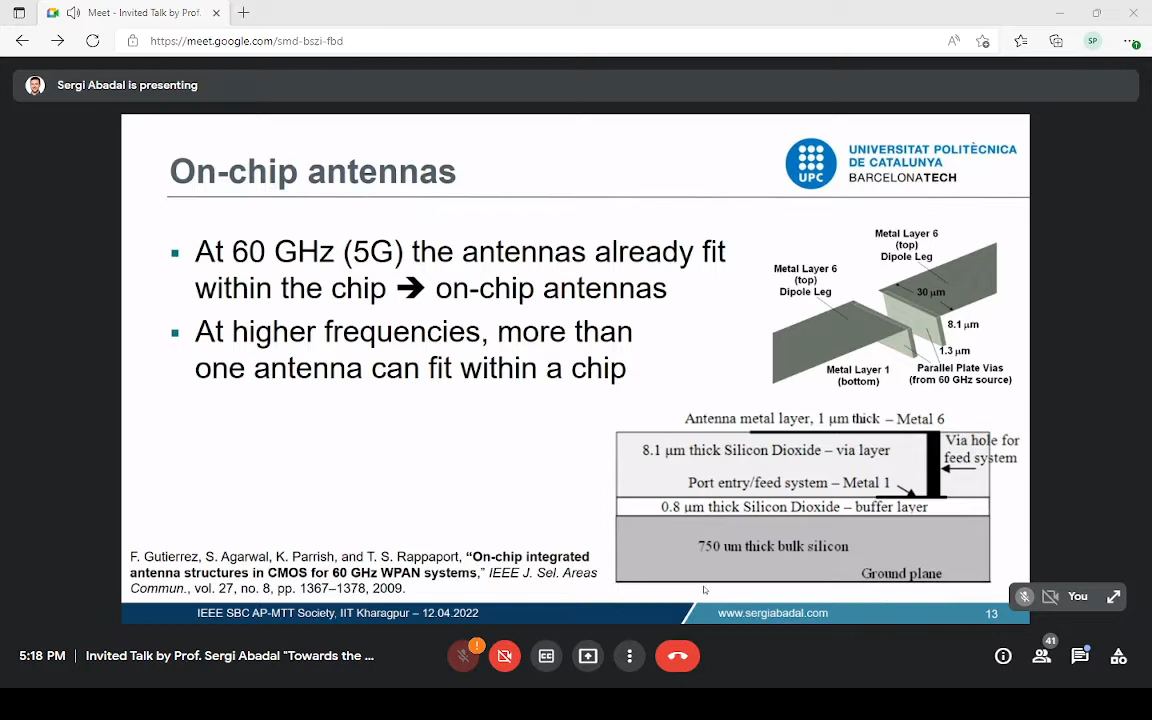 Meet - Invited Talk by Prof.
https://meet.google.com/smd-bszi-fbd
SP
Sergi Abadal is presenting
On-chip antennas
UPC
UNIVERSITAT POLITÈCNICA
DE CATALUNYA
BARCELONATECH
▪ At 60 GHz (5G) the antennas already fit
within the chip ➔ on-chip antennas
▪ At higher frequencies, more than
one antenna can fit within a chip
Metal Layer 6
(top)
Dipole Leg
Metal Layer 6
(top)
Dipole Leg
30 μm
8.1 μm
1.3 μm
Metal Layer 1
(bottom)
Parallel Plate Vias
(from 60 GHz source)
Antenna metal layer, 1 μm thick – Metal 6
8.1 μm thick Silicon Dioxide – via layer
Via hole for
feed system
Port entry/feed system – Metal 1
0.8 μm thick Silicon Dioxide – buffer layer
750 um thick bulk silicon
Ground plane
F. Gutierrez, S. Agarwal, K. Parrish, and T. S. Rappaport, “On-chip integrated
antenna structures in CMOS for 60 GHz WPAN systems,” IEEE J. Sel. Areas
Commun., vol. 27, no. 8, pp. 1367–1378, 2009.
IEEE SBC AP-MTT Society, IIT Kharagpur – 12.04.2022
www.sergiabadal.com
13
You
5:18 PM | Invited Talk by Prof. Sergi Abadal "Towards the ...
41